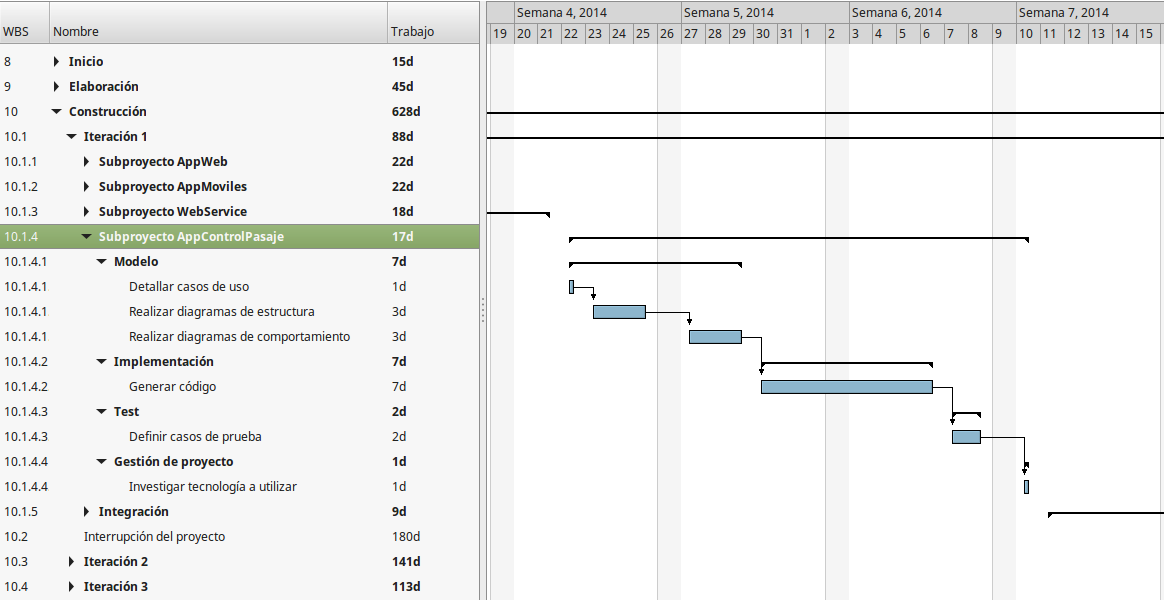 Semana 4, 2014 Semana 5, 2014 Semana 6, 2014 Semana 7, 2014
WBS Nombre Trabajo 19 20 21 22 23 24 25 26 27 28 29 30 31 1 2 3 4 5 6 7 8 9 10 11 12 13 14 15
8 Inicio 15d
9 Elaboración 45d
10 Construcción 628d
10.1 Iteración 1 88d
10.1.1 Subproyecto AppWeb 22d
10.1.2 Subproyecto AppMoviles 22d
10.1.3 Subproyecto WebService 18d
10.1.4 Subproyecto AppControlPasaje 17d
10.1.4.1 Modelo 7d
10.1.4.1 Detallar casos de uso 1d
10.1.4.1 Realizar diagramas de estructura 3d
10.1.4.1 Realizar diagramas de comportamiento 3d
10.1.4.2 Implementación 7d
10.1.4.2 Generar código 7d
10.1.4.3 Test 2d
10.1.4.3 Definir casos de prueba 2d
10.1.4.4 Gestión de proyecto 1d
10.1.4.4 Investigar tecnología a utilizar 1d
10.1.5 Integración 9d
10.2 Interrupción del proyecto 180d
10.3 Iteración 2 141d
10.4 Iteración 3 113d